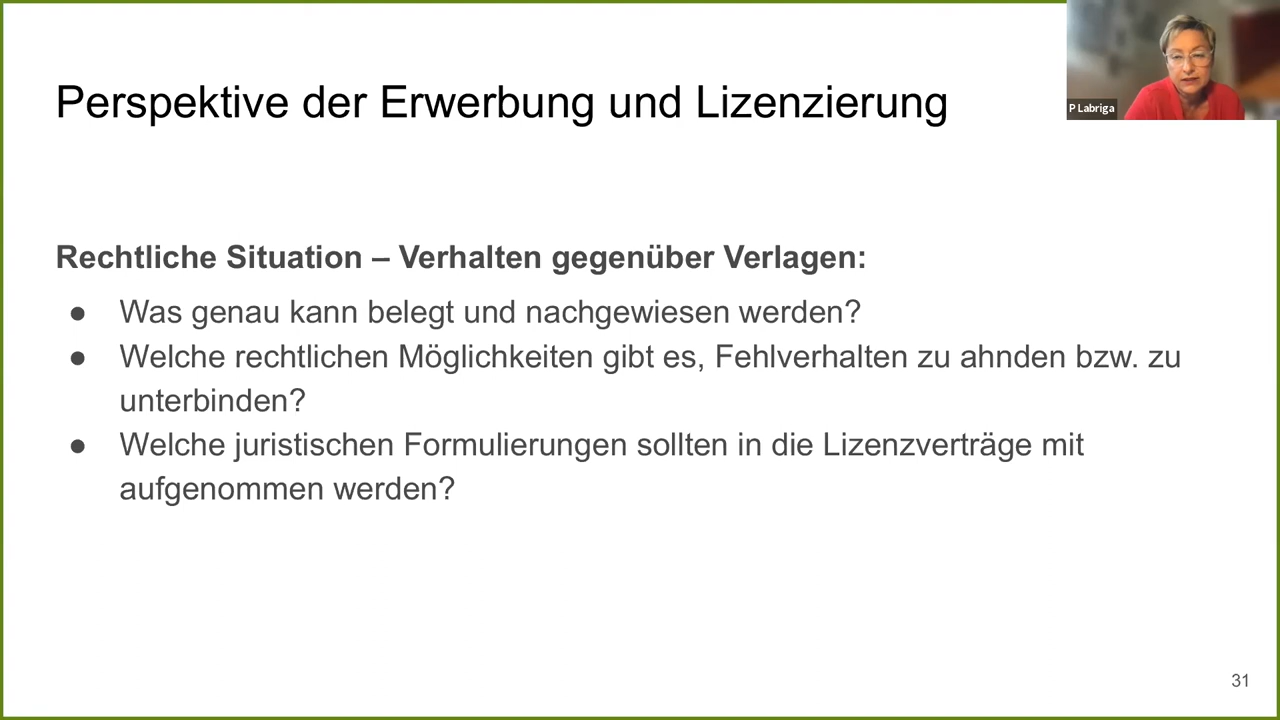 Perspektive der Erwerbung und Lizenzierung
P Labriga
Rechtliche Situation – Verhalten gegenüber Verlagen:
● Was genau kann belegt und nachgewiesen werden?
● Welche rechtlichen Möglichkeiten gibt es, Fehlverhalten zu ahnden bzw. zu
unterbinden?
● Welche juristischen Formulierungen sollten in die Lizenzverträge mit
aufgenommen werden?
31